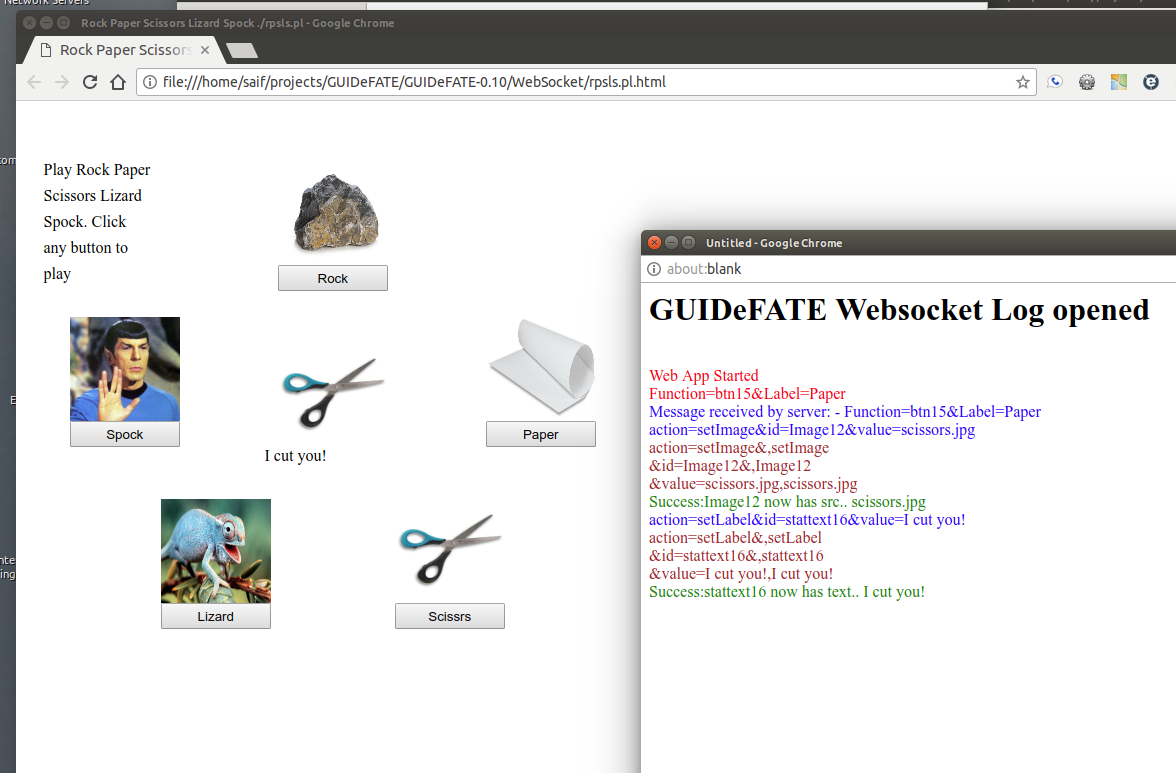 Network Servers
Rock Paper Scissors Lizard Spock ./rpsls.pl - Google Chrome
Rock Paper Scissors
file:///home/saif/projects/GUIDeFATE/GUIDeFATE-0.10/WebSocket/rpsls.pl.html
Play Rock Paper
Scissors Lizard
Spock. Click
any button to
play
Rock
Spock
Paper
I cut you!
Lizard
Scissrs
Untitled - Google Chrome
about:blank
GUIDeFATE Websocket Log opened
Web App Started
Function=btn15&Label=Paper
Message received by server: - Function=btn15&Label=Paper
action=setImage&id=Image12&value=scissors.jpg
action=setImage&,setImage
&id=Image12&,Image12
&value=scissors.jpg,scissors.jpg
Success:Image12 now has src.. scissors.jpg
action=setLabel&id=stattext16&value=I cut you!
action=setLabel&,setLabel
&id=stattext16&,stattext16
&value=I cut you!,I cut you!
Success:stattext16 now has text.. I cut you!